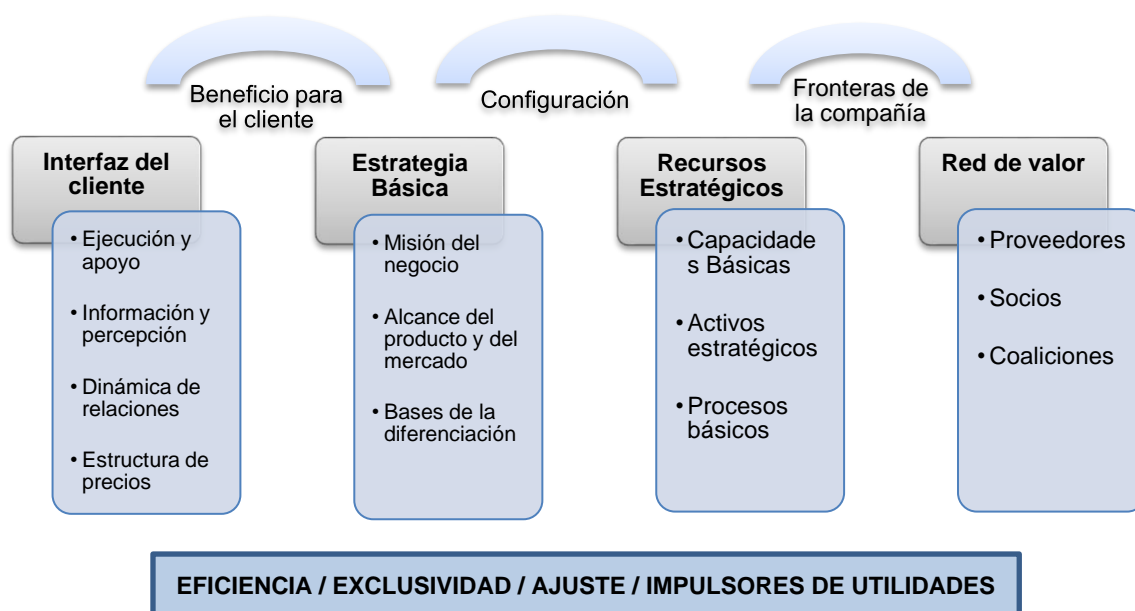 Beneficio para
el cliente
Configuración
Fronteras de
la compañía
Interfaz del
cliente
• Ejecución y
apoyo
• Información y
percepción
• Dinámica de
relaciones
• Estructura de
precios
Estrategia
Básica
• Misión del
negocio
• Alcance del
producto y del
mercado
• Bases de la
diferenciación
Recursos
Estratégicos
• Capacidade
s Básicas
• Activos
estratégicos
• Procesos
básicos
Red de valor
• Proveedores
• Socios
• Coaliciones
EFICIENCIA / EXCLUSIVIDAD / AJUSTE / IMPULSORES DE UTILIDADES